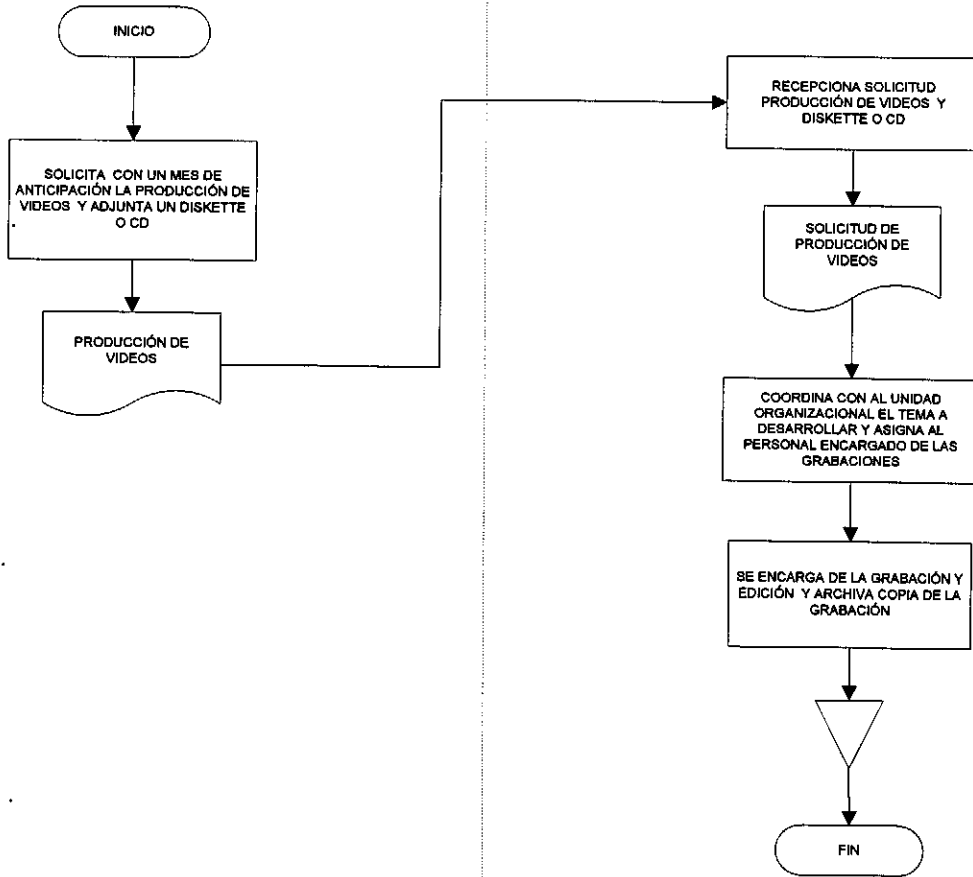 INICIO
SOLICITA CON UN MES DE
ANTICIPACIÓN LA PRODUCCIÓN DE
VIDEOS Y ADJUNTA UN DISKETTE
O CD
PRODUCCIÓN DE
VIDEOS
RECEPCIONA SOLICITUD
PRODUCCIÓN DE VIDEOS Y
DISKETTE O CD
SOLICITUD DE
PRODUCCIÓN DE
VIDEOS
COORDINA CON AL UNIDAD
ORGANIZACIONAL EL TEMA A
DESARROLLAR Y ASIGNA AL
PERSONAL ENCARGADO DE LAS
GRABACIONES
SE ENCARGA DE LA GRABACIÓN Y
EDICIÓN Y ARCHIVA COPIA DE LA
GRABACIÓN
FIN